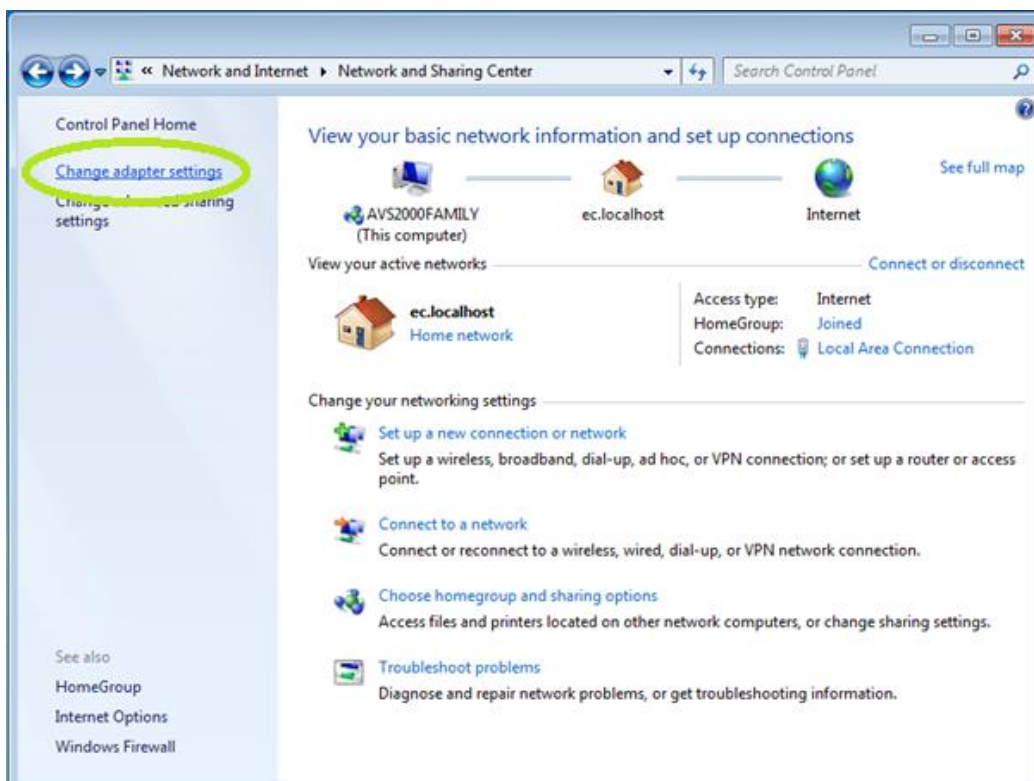 « Network and Internet ▸ Network and Sharing Center
Search Control Panel
Control Panel Home
Change adapter settings
sharing
settings
See also
HomeGroup
Internet Options
Windows Firewall
View your basic network information and set up connections
See full map
AVS2000FAMILY
(This computer)
ec.localhost
Internet
View your active networks
Connect or disconnect
ec.localhost
Home network
Access type: Internet
HomeGroup: Joined
Connections: Local Area Connection
Change your networking settings
Set up a new connection or network
Set up a wireless, broadband, dial-up, ad hoc, or VPN connection; or set up a router or access
point.
Connect to a network
Connect or reconnect to a wireless, wired, dial-up, or VPN network connection.
Choose homegroup and sharing options
Access files and printers located on other network computers, or change sharing settings.
Troubleshoot problems
Diagnose and repair network problems, or get troubleshooting information.